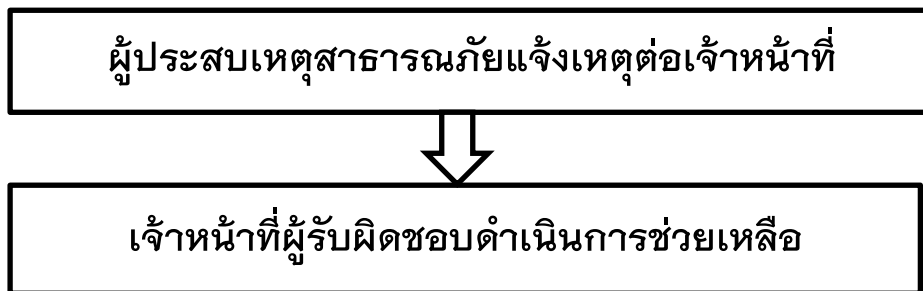 ผู้ประสบเหตุสาธารณภัยแจ้งเหตุต่อเจ้าหน้าที่
เจ้าหน้าที่ผู้รับผิดชอบดำเนินการช่วยเหลือ